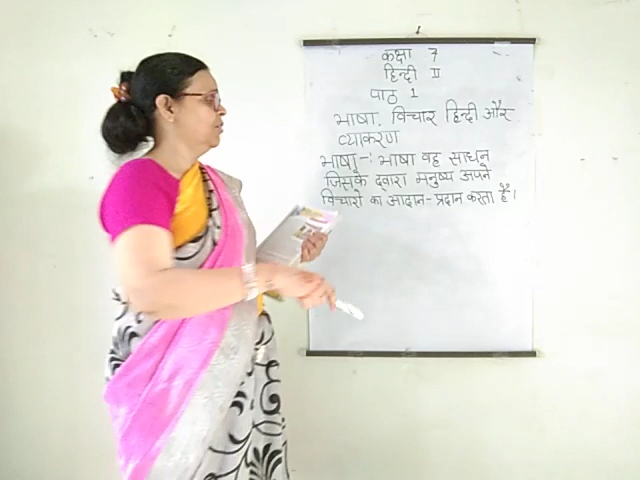 कक्षा 7
हिन्दी II
पाठ 1
भाषा, विचार हिन्दी और
व्याकरण
भाषा -: भाषा वह साधन
जिसके द्वारा मनुष्य अपने
विचारो का आदान-प्रदान करता है।